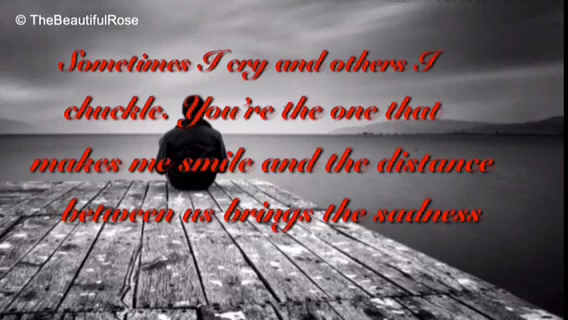 © TheBeautifulRose
Sometimes I cry and others I
chuckle. You're the one that
makes me smile and the distance
between us brings the sadness